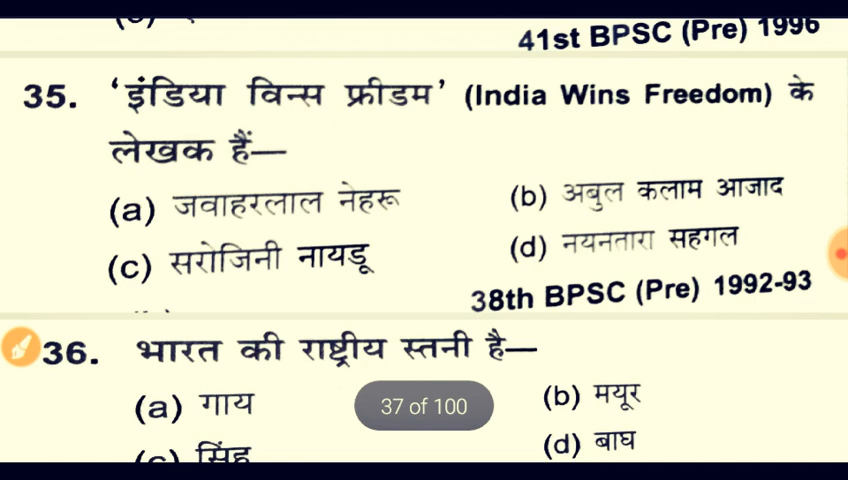 41st BPSC (Pre) 1996
35. ‘इंडिया विन्स फ्रीडम’ (India Wins Freedom) के
लेखक हैं—
(a) जवाहरलाल नेहरू (b) अबुल कलाम आजाद
(c) सरोजिनी नायडू (d) नयनतारा सहगल
38th BPSC (Pre) 1992-93
36. भारत की राष्ट्रीय स्तनी है—
(a) गाय (b) मयूर
37 of 100
(c) सिंह (d) बाघ